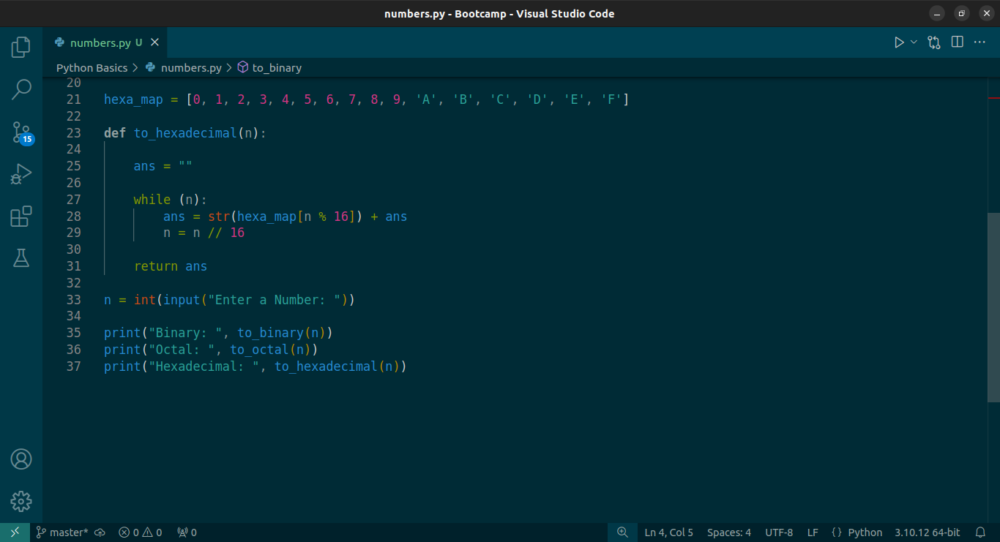 numbers.py - Bootcamp - Visual Studio Code
numbers.py U
Python Basics > numbers.py > to_binary
20
21 hexa_map = [0, 1, 2, 3, 4, 5, 6, 7, 8, 9, 'A', 'B', 'C', 'D', 'E', 'F']
22
23 def to_hexadecimal(n):
24
25     ans = ""
26
27     while (n):
28         ans = str(hexa_map[n % 16]) + ans
29         n = n // 16
30
31     return ans
32
33 n = int(input("Enter a Number: "))
34
35 print("Binary: ", to_binary(n))
36 print("Octal: ", to_octal(n))
37 print("Hexadecimal: ", to_hexadecimal(n))
15
master* 0 0 0 Ln 4, Col 5 Spaces: 4 UTF-8 LF {} Python 3.10.12 64-bit